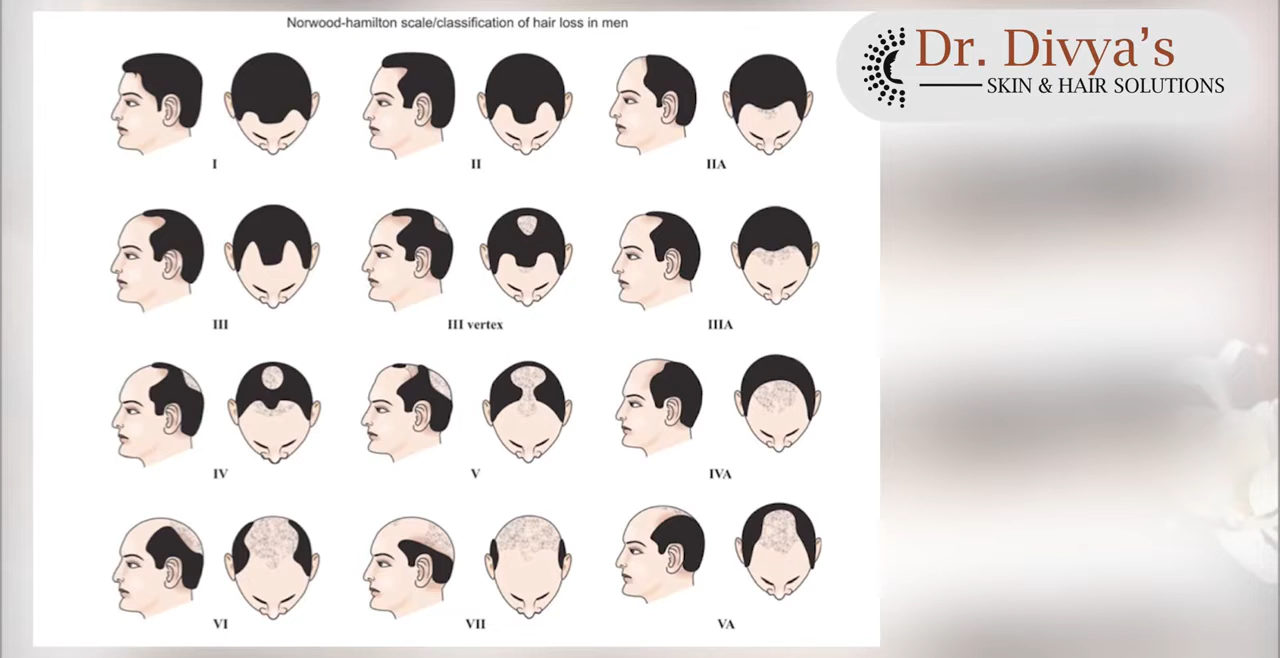 Norwood-hamilton scale/classification of hair loss in men
Dr. Divya's
SKIN & HAIR SOLUTIONS
I
II
IIA
III
III vertex
IIIA
IV
V
IVA
VI
VII
VA